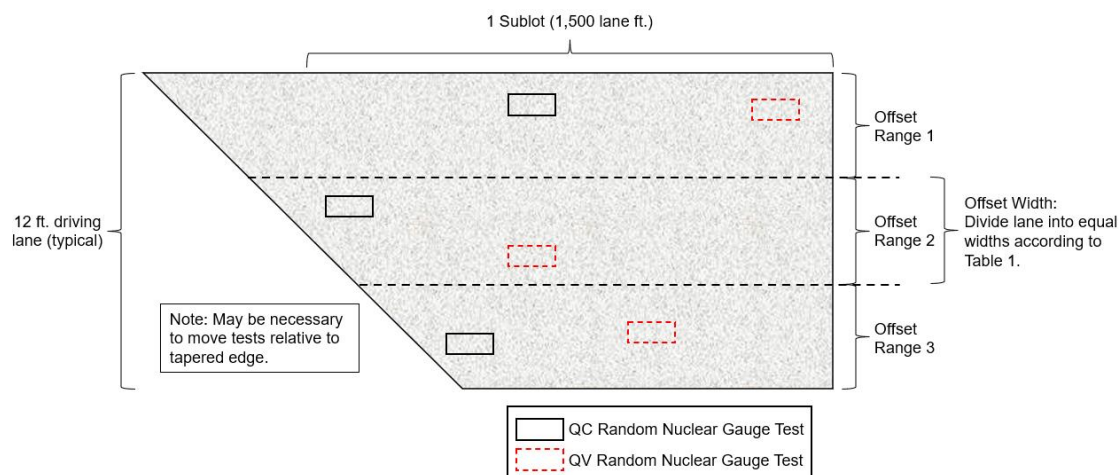 1 Sublot (1,500 lane ft.)
Offset
Range 1
12 ft. driving
lane (typical)
Offset
Range 2
Offset Width:
Divide lane into equal
widths according to
Table 1.
Note: May be necessary
to move tests relative to
tapered edge.
Offset
Range 3
QC Random Nuclear Gauge Test
QV Random Nuclear Gauge Test